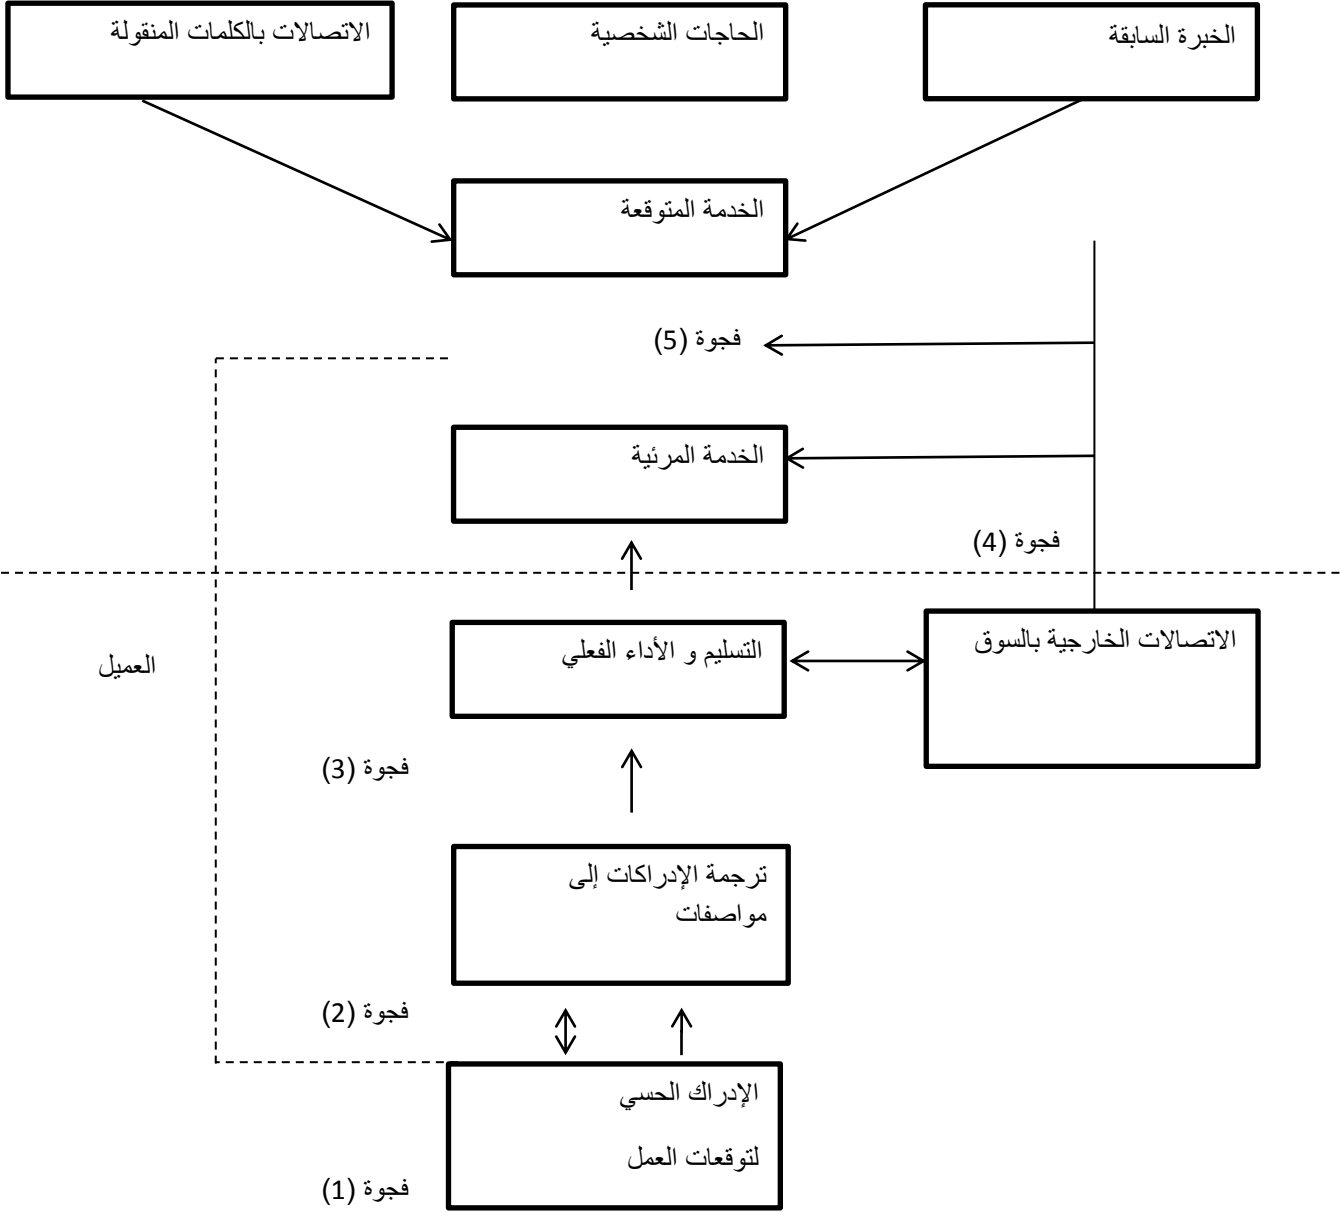 الخبرة السابقة
الحاجات الشخصية
الاتصالات بالكلمات المنقولة
الخدمة المتوقعة
فجوة (5)
الخدمة المرئية
فجوة (4)
الاتصالات الخارجية بالسوق
التسليم و الأداء الفعلي
العميل
فجوة (3)
ترجمة الإدراكات إلى
مواصفات
فجوة (2)
الإدراك الحسي
لتوقعات العمل
فجوة (1)